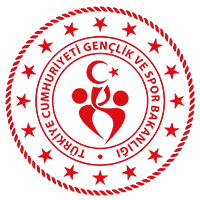 TÜRKİYE CUMHURİYETİ GENÇLİK VE SPOR BAKANLIĞI